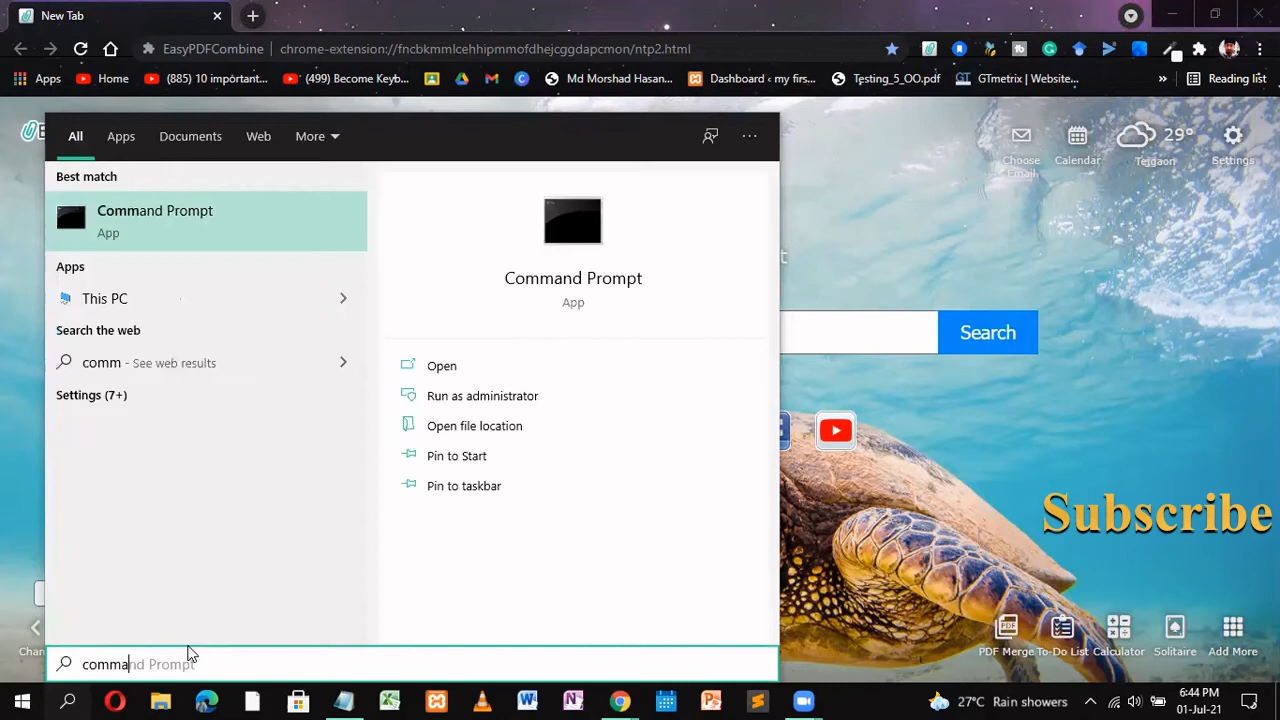 New Tab
EasyPDFCombine
chrome-extension://fncbkmmlcehhipmmofdhejcggdapcmon/ntp2.html
Apps
Home
(885) 10 important...
(499) Become Keyb...
Md Morshad Hasan...
Dashboard ‹ my first...
Testing_5_OO.pdf
GTmetrix | Website...
»
Reading list
All
Apps
Documents
Web
More
Best match
Command Prompt
App
Apps
This PC
Search the web
comm - See web results
Settings (7+)
Command Prompt
App
Open
Run as administrator
Open file location
Pin to Start
Pin to taskbar
Choose Email
Calendar
29°
Tejgaon
Settings
Search
Subscribe
PDF Merge
To-Do List
Calculator
Solitaire
Add More
command Prompt
27°C Rain showers
6:44 PM
01-Jul-21